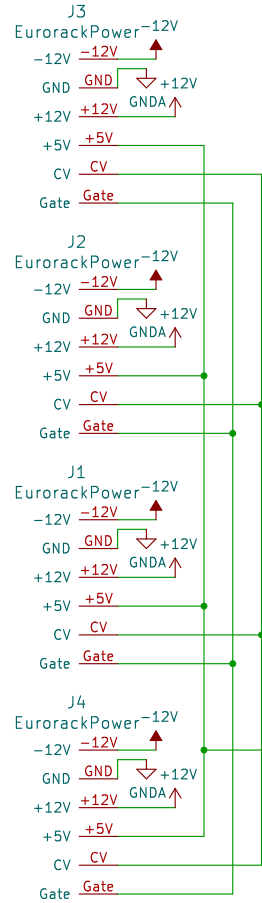 J3
EurorackPower
-12V
-12V -12V
GND GND
+12V
GNDA
+12V +12V
+5V +5V
CV CV
Gate Gate
J2
EurorackPower
-12V
-12V -12V
GND GND
+12V
GNDA
+12V +12V
+5V +5V
CV CV
Gate Gate
J1
EurorackPower
-12V
-12V -12V
GND GND
+12V
GNDA
+12V +12V
+5V +5V
CV CV
Gate Gate
J4
EurorackPower
-12V
-12V -12V
GND GND
+12V
GNDA
+12V +12V
+5V +5V
CV CV
Gate Gate